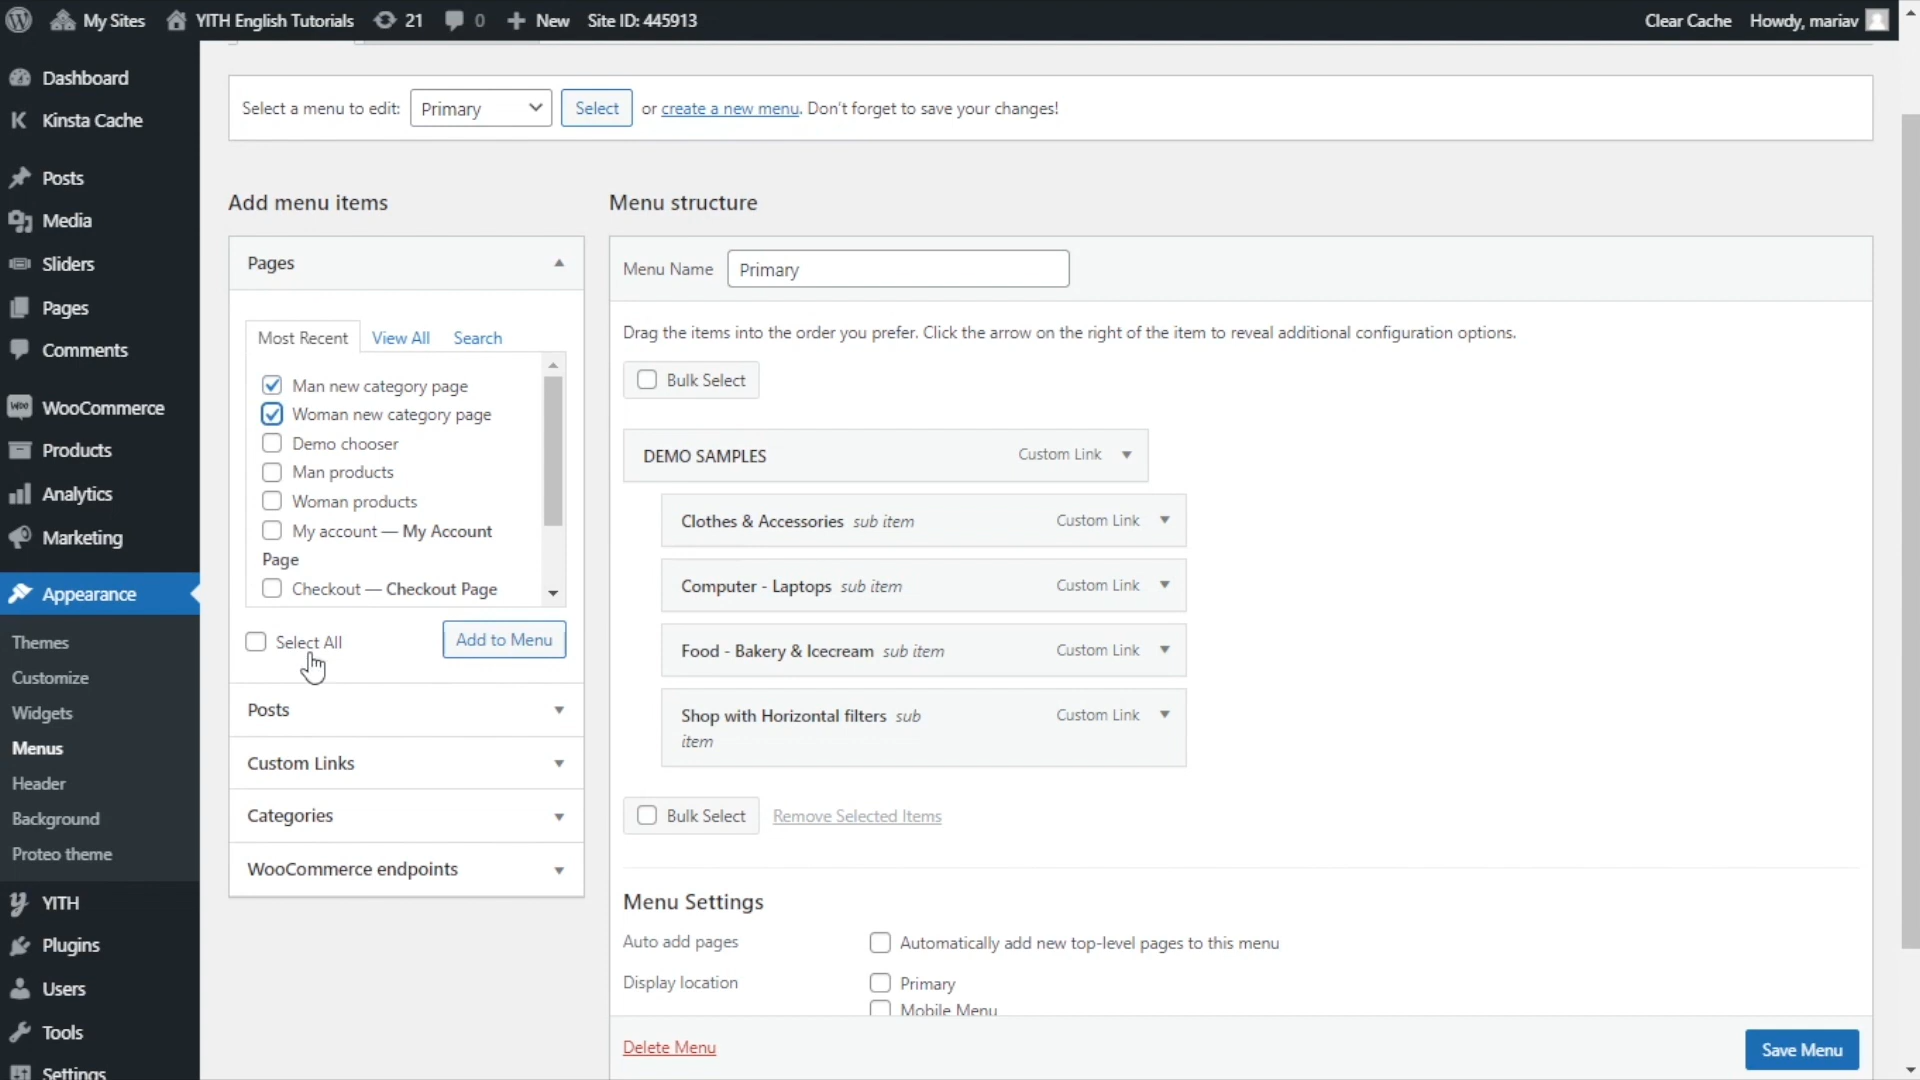 My Sites YITH English Tutorials 21 0 New Site ID: 445913 Clear Cache Howdy, mariav
Dashboard
Kinsta Cache
Posts
Media
Sliders
Pages
Comments
WooCommerce
Products
Analytics
Marketing
Appearance
Themes
Customize
Widgets
Menus
Header
Background
Proteo theme
YITH
Plugins
Users
Tools
Settings
Select a menu to edit: Primary Select or create a new menu. Don't forget to save your changes!
Add menu items
Pages
Most Recent View All Search
Man new category page
Woman new category page
Demo chooser
Man products
Woman products
My account — My Account
Page
Checkout — Checkout Page
Select All Add to Menu
Posts
Custom Links
Categories
WooCommerce endpoints
Menu structure
Menu Name Primary
Drag the items into the order you prefer. Click the arrow on the right of the item to reveal additional configuration options.
Bulk Select
DEMO SAMPLES Custom Link
Clothes & Accessories sub item Custom Link
Computer - Laptops sub item Custom Link
Food - Bakery & Icecream sub item Custom Link
Shop with Horizontal filters sub Custom Link
item
Bulk Select Remove Selected Items
Menu Settings
Auto add pages Automatically add new top-level pages to this menu
Display location Primary
Mobile Menu
Delete Menu Save Menu